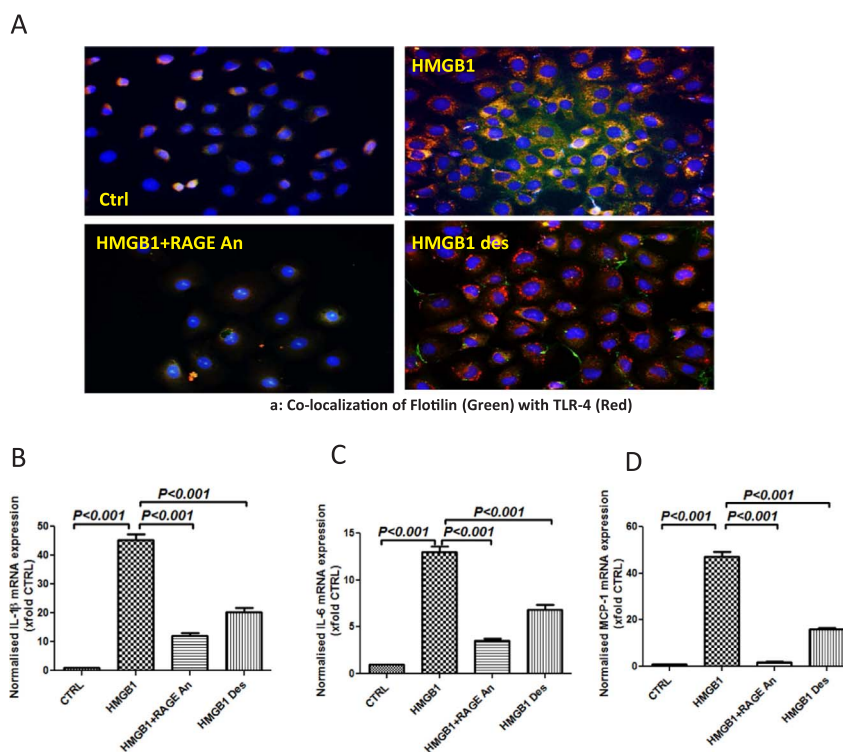 A
Ctrl
HMGB1
HMGB1+RAGE An
HMGB1 des
a: Co-localization of Flotilin (Green) with TLR-4 (Red)
B
Normalised IL-1β mRNA expression
(xfold CTRL)
50
40
30
20
10
0
P<0.001
P<0.001
P<0.001
CTRL
HMGB1
HMGB1+RAGE An
HMGB1 Des
C
Normalised IL-6 mRNA expression
(xfold CTRL)
15
10
5
0
P<0.001
P<0.001
P<0.001
CTRL
HMGB1
HMGB1+RAGE An
HMGB1 Des
D
Normalised MCP-1 mRNA expression
(xfold CTRL)
60
40
20
0
P<0.001
P<0.001
P<0.001
CTRL
HMGB1
HMGB1+RAGE An
HMGB1 Des